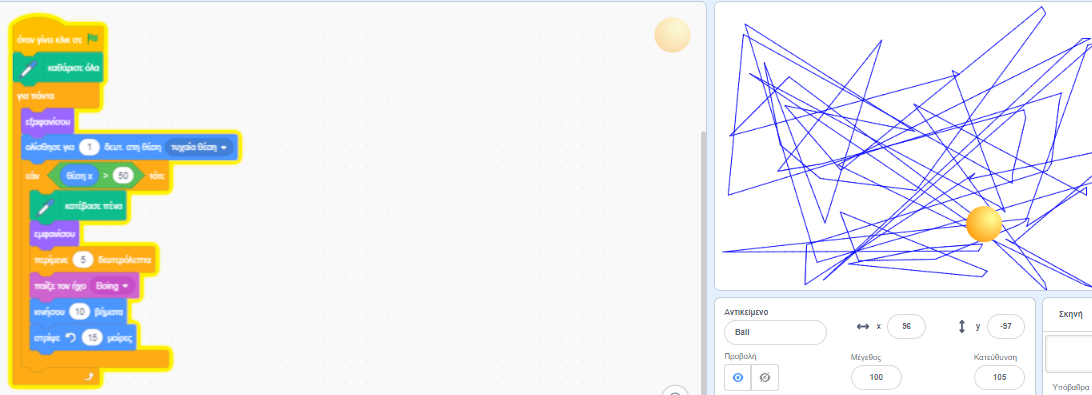 όταν γίνει κλικ σε
καθάρισε όλα
για πάντα
εξαφανίσου
ολίσθησε για 1 δευτ. στη θέση τυχαία θέση
εάν θέση x > 50 τότε
κατέβασε πένα
εμφανίσου
περίμενε 5 δευτερόλεπτα
παίξε τον ήχο Boing
κινήσου 10 βήματα
στρίψε 15 μοίρες
Αντικείμενο
Ball
x 96
y -97
Προβολή
Μέγεθος
100
Κατεύθυνση
105
Σκηνή
Υπόβαθρα